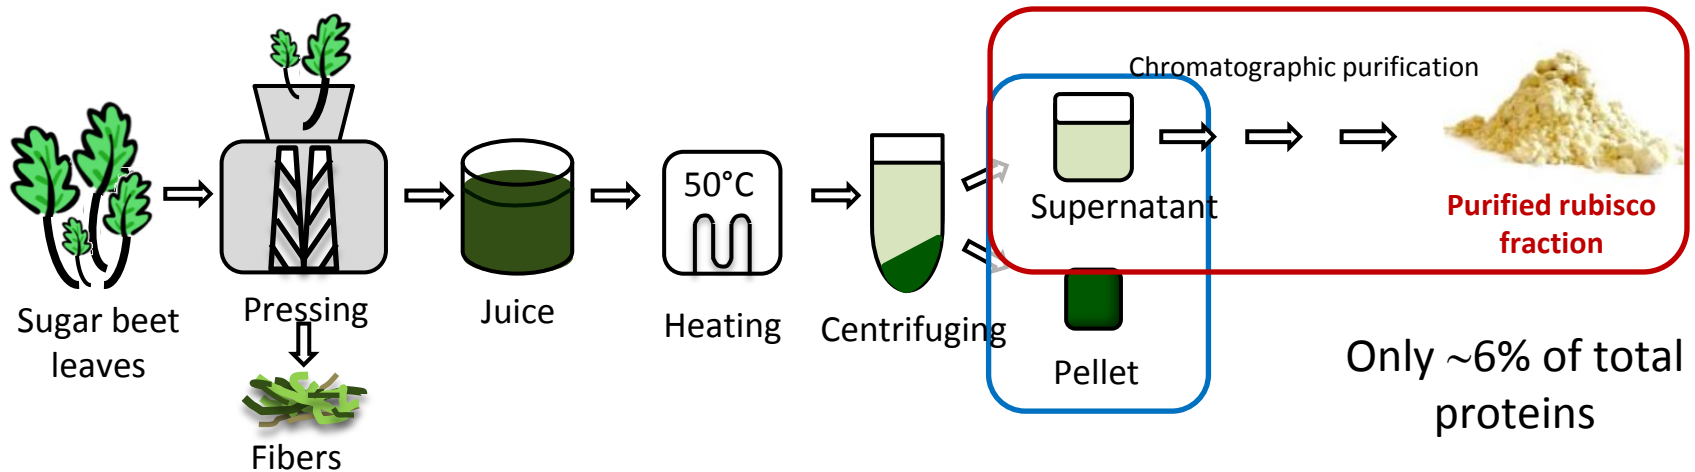 Sugar beet
leaves
Pressing
Fibers
Juice
50°C
Heating
Centrifuging
Supernatant
Pellet
Chromatographic purification
Purified rubisco
fraction
Only ~6% of total
proteins